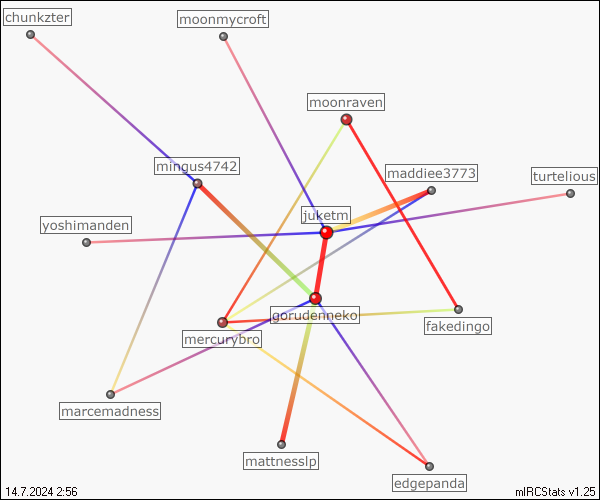 chunkzter
moonmycroft
moonraven
mingus4742
maddiee3773
turtelious
juketm
yoshimanden
gorudenneko
fakedingo
mercurybro
marcemadness
mattnesslp
edgepanda
14.7.2024 2:56
mIRCStats v1.25